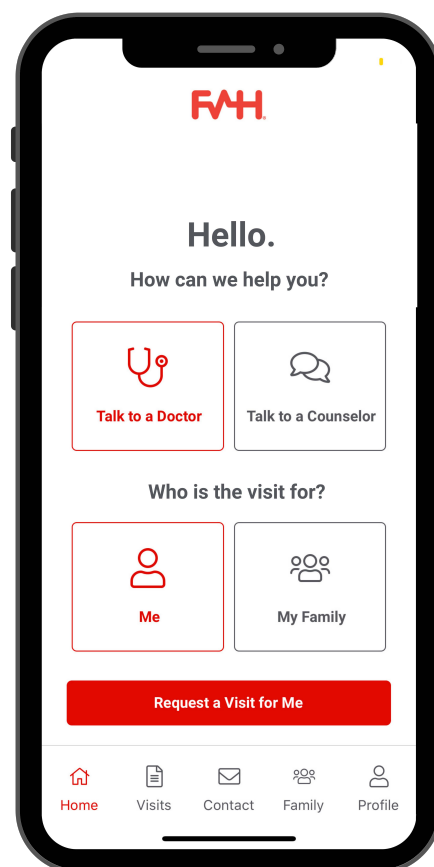 FAH.
Hello.
How can we help you?
Talk to a Doctor
Talk to a Counselor
Who is the visit for?
Me
My Family
Request a Visit for Me
Home
Visits
Contact
Family
Profile